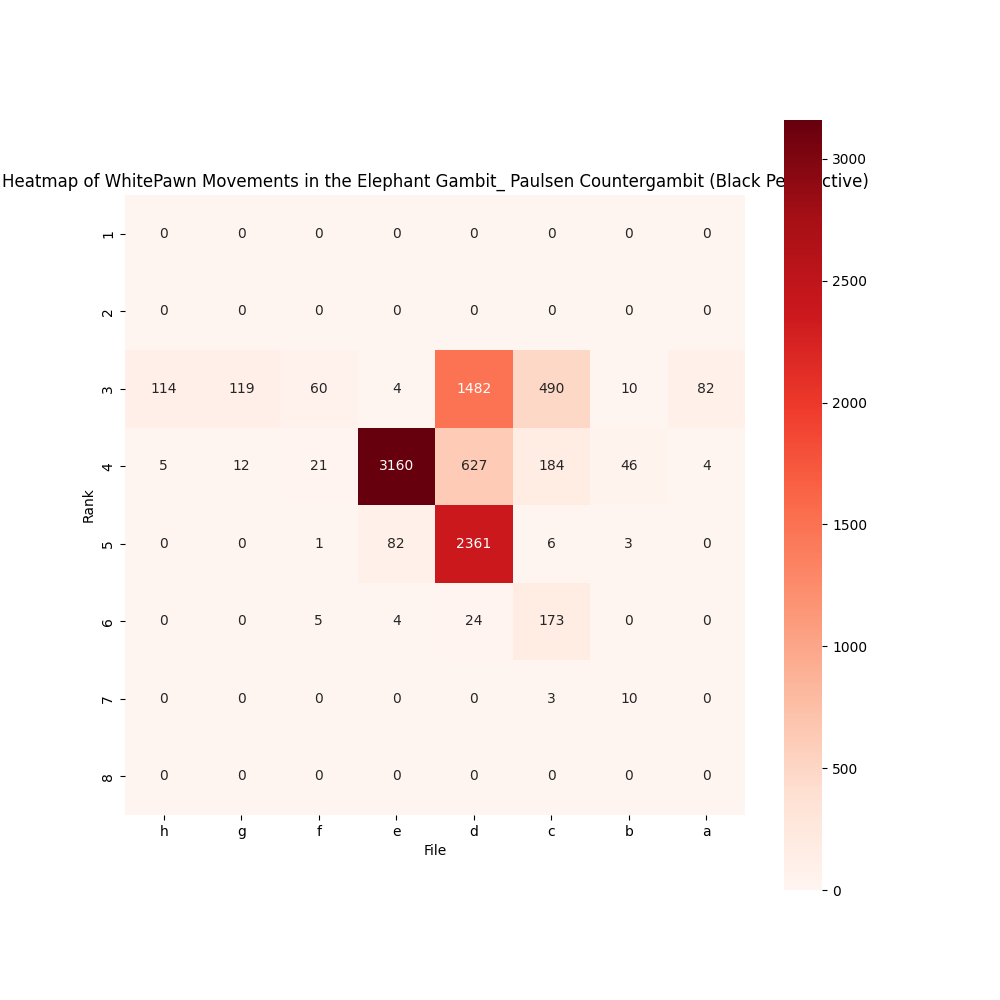 Heatmap of WhitePawn Movements in the Elephant Gambit_ Paulsen Countergambit (Black Pe ctive)
3000
2500
2000
1500
1000
500
0
Rank
1 0 0 0 0 0 0 0 0
2 0 0 0 0 0 0 0 0
3 114 119 60 4 1482 490 10 82
4 5 12 21 3160 627 184 46 4
5 0 0 1 82 2361 6 3 0
6 0 0 5 4 24 173 0 0
7 0 0 0 0 0 3 10 0
8 0 0 0 0 0 0 0 0
h g f e d c b a
File